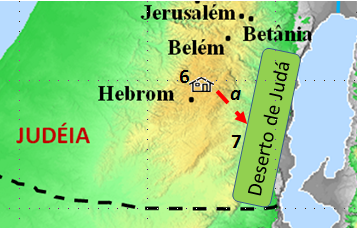 Jerusalém
Betânia
Belém
6
Hebrom
a
7
JUDÉIA
Deserto de Judá